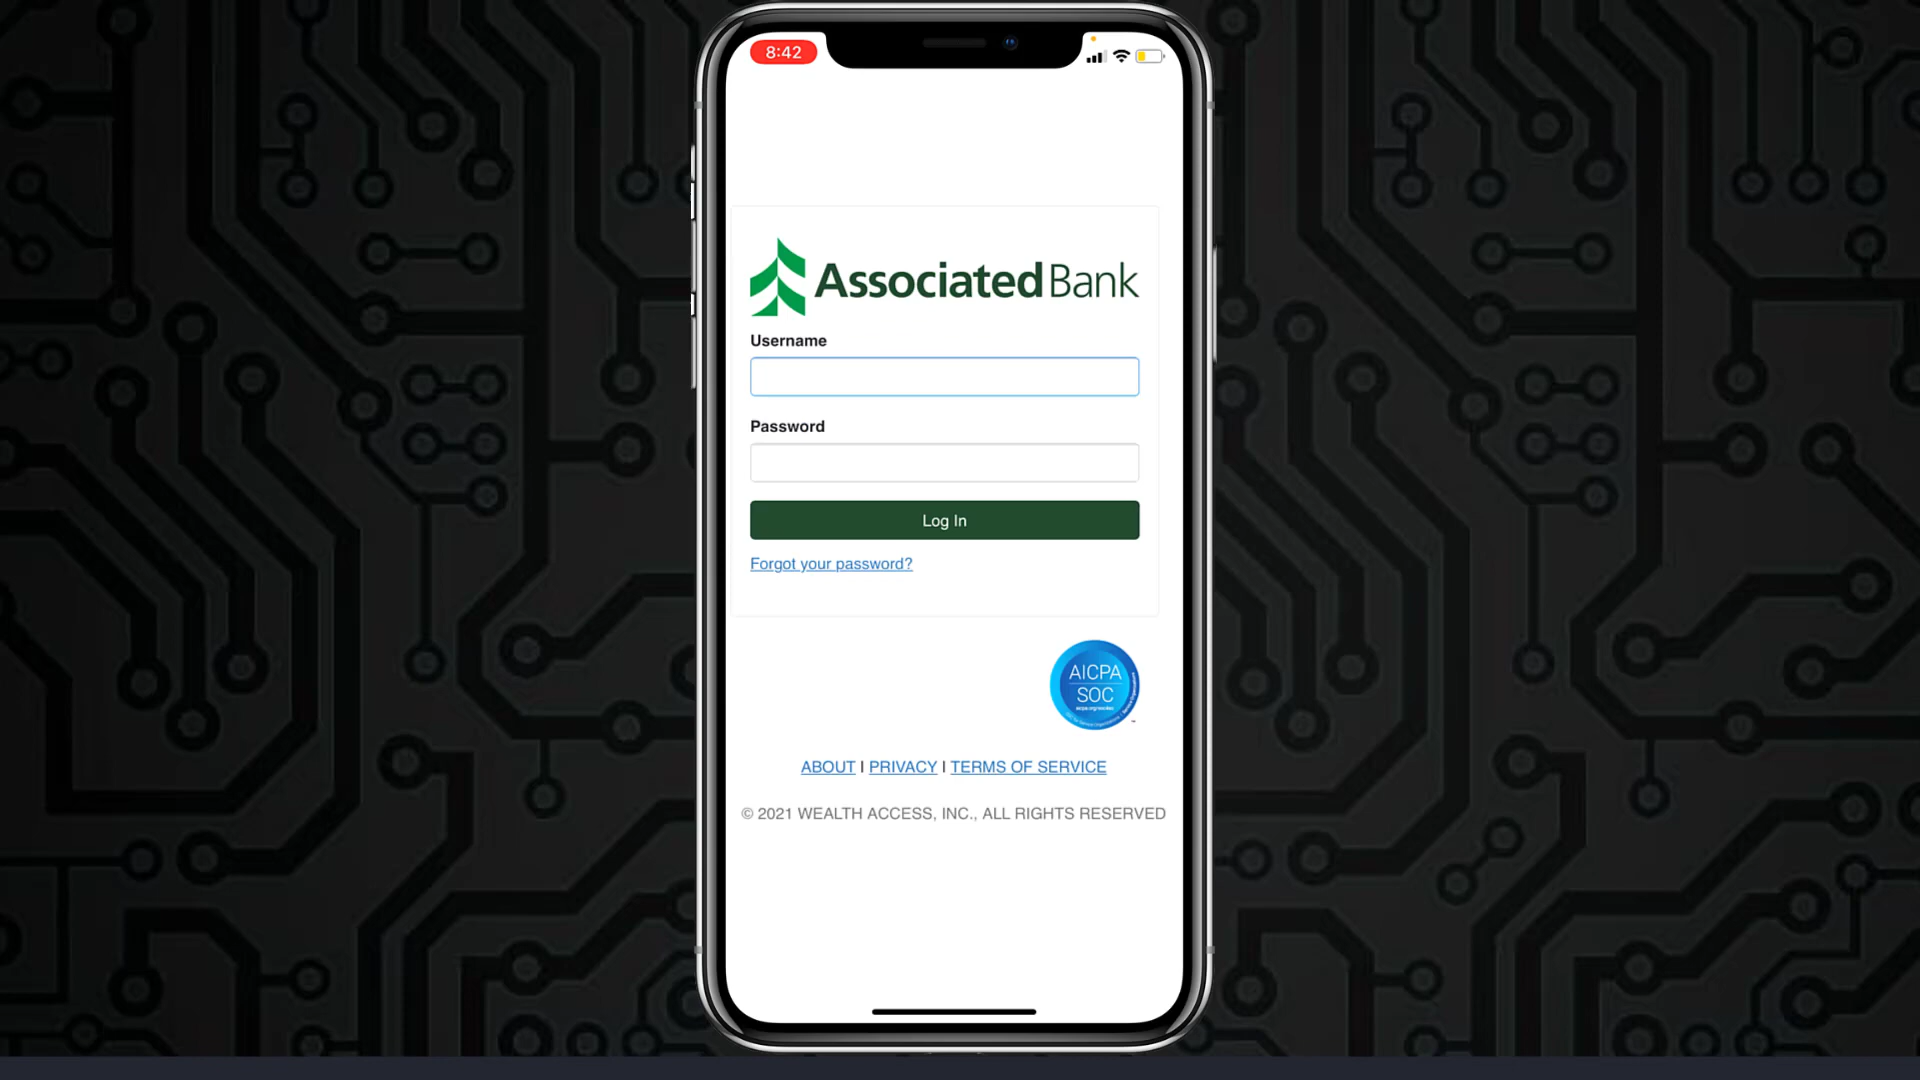 8:42
Associated Bank
Username
Password
Log In
Forgot your password?
AICPA
SOC
ABOUT | PRIVACY | TERMS OF SERVICE
© 2021 WEALTH ACCESS, INC., ALL RIGHTS RESERVED